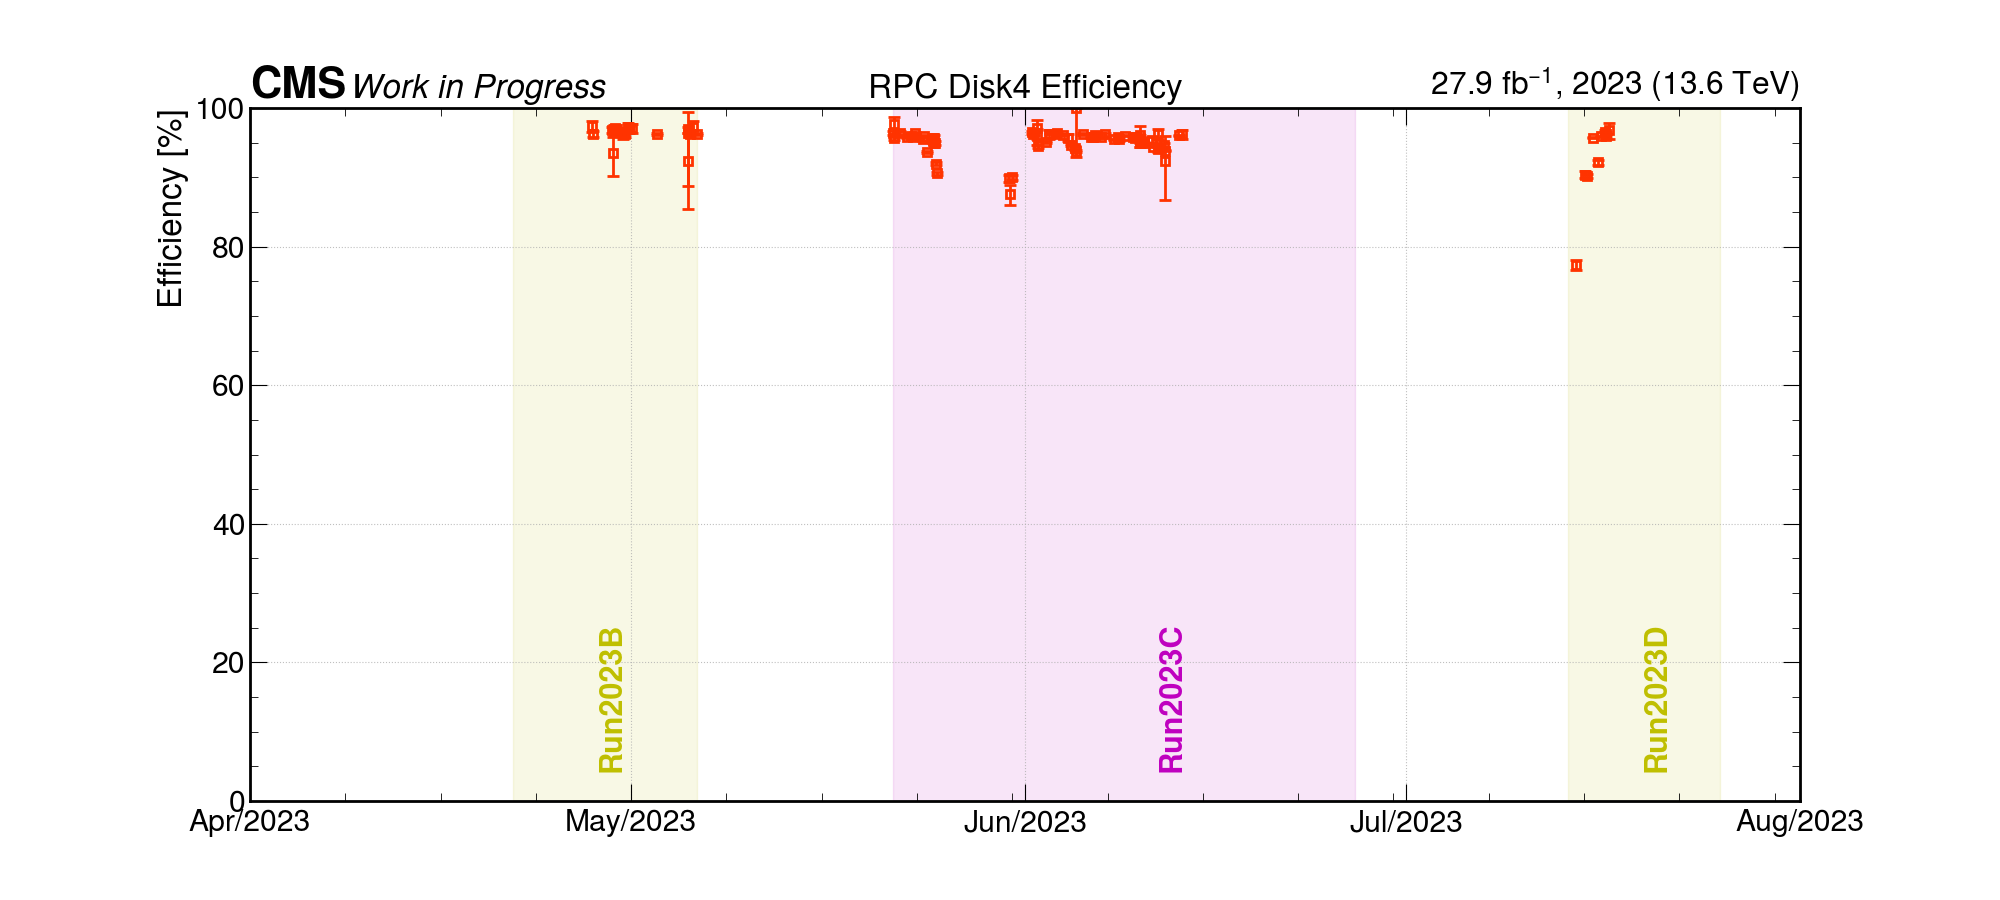 CMS Work in Progress
RPC Disk4 Efficiency
27.9 fb⁻¹, 2023 (13.6 TeV)
Efficiency [%]
100
80
60
40
20
0
Run2023B
Run2023C
Run2023D
Apr/2023
May/2023
Jun/2023
Jul/2023
Aug/2023